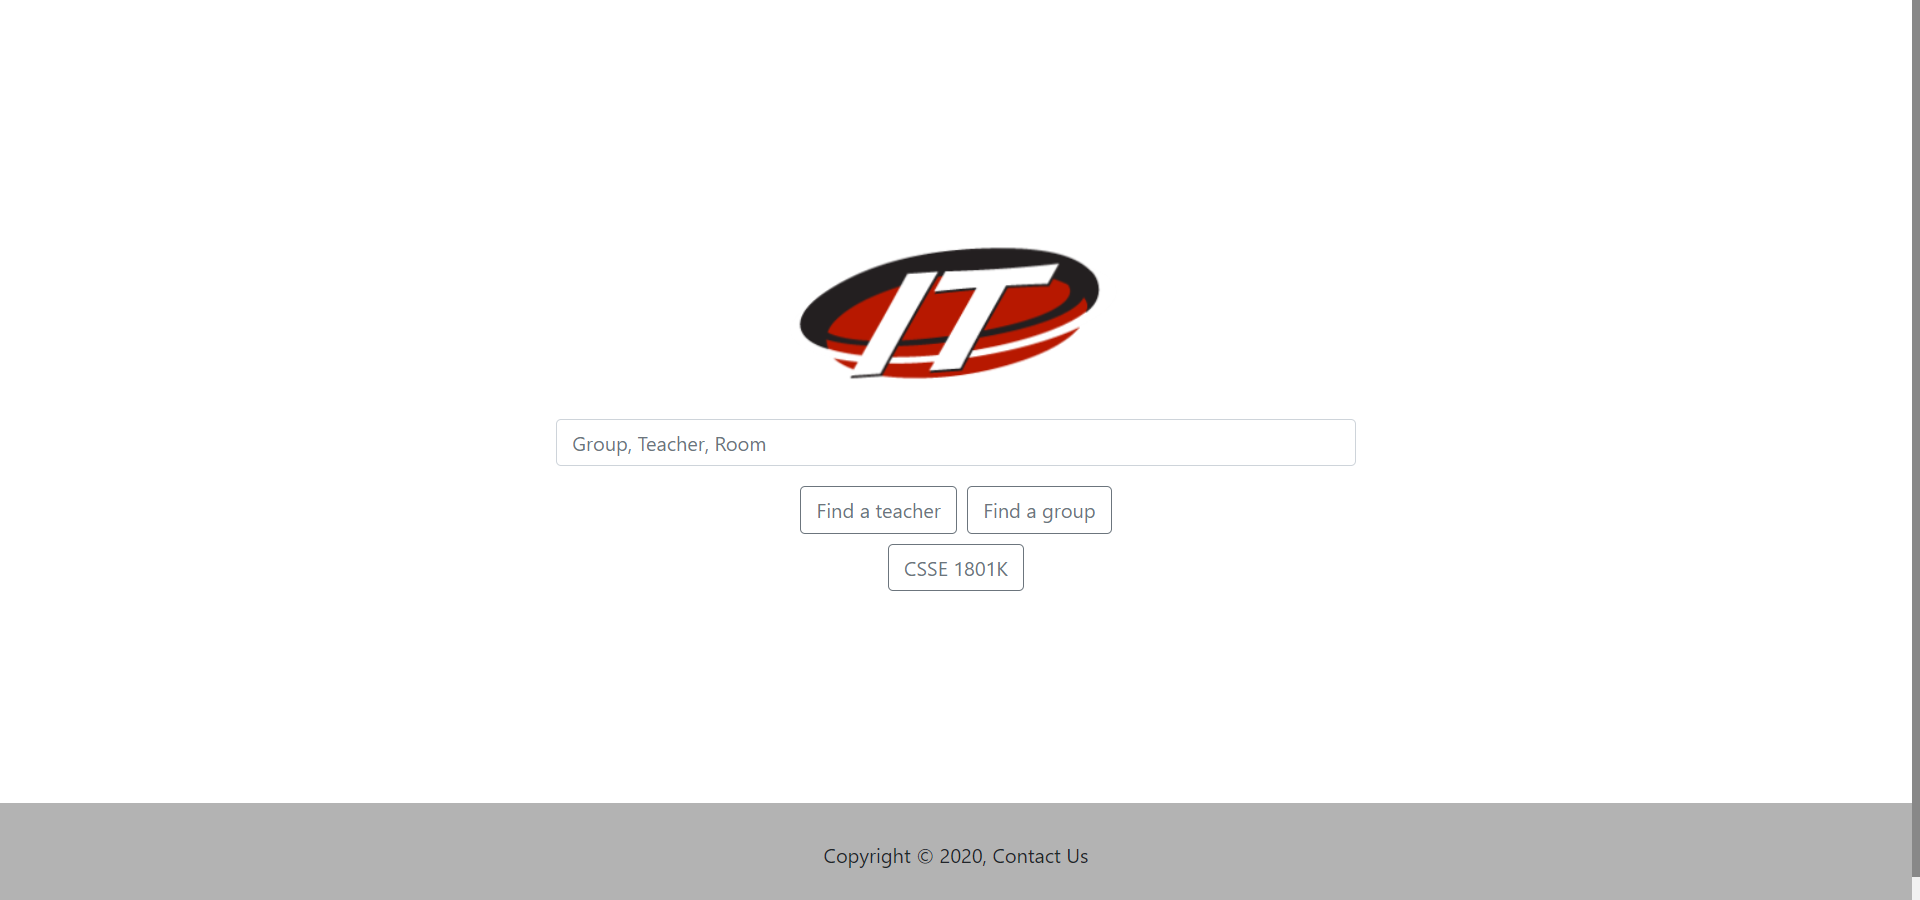 IT
Group, Teacher, Room
Find a teacher
Find a group
CSSE 1801K
Copyright © 2020, Contact Us